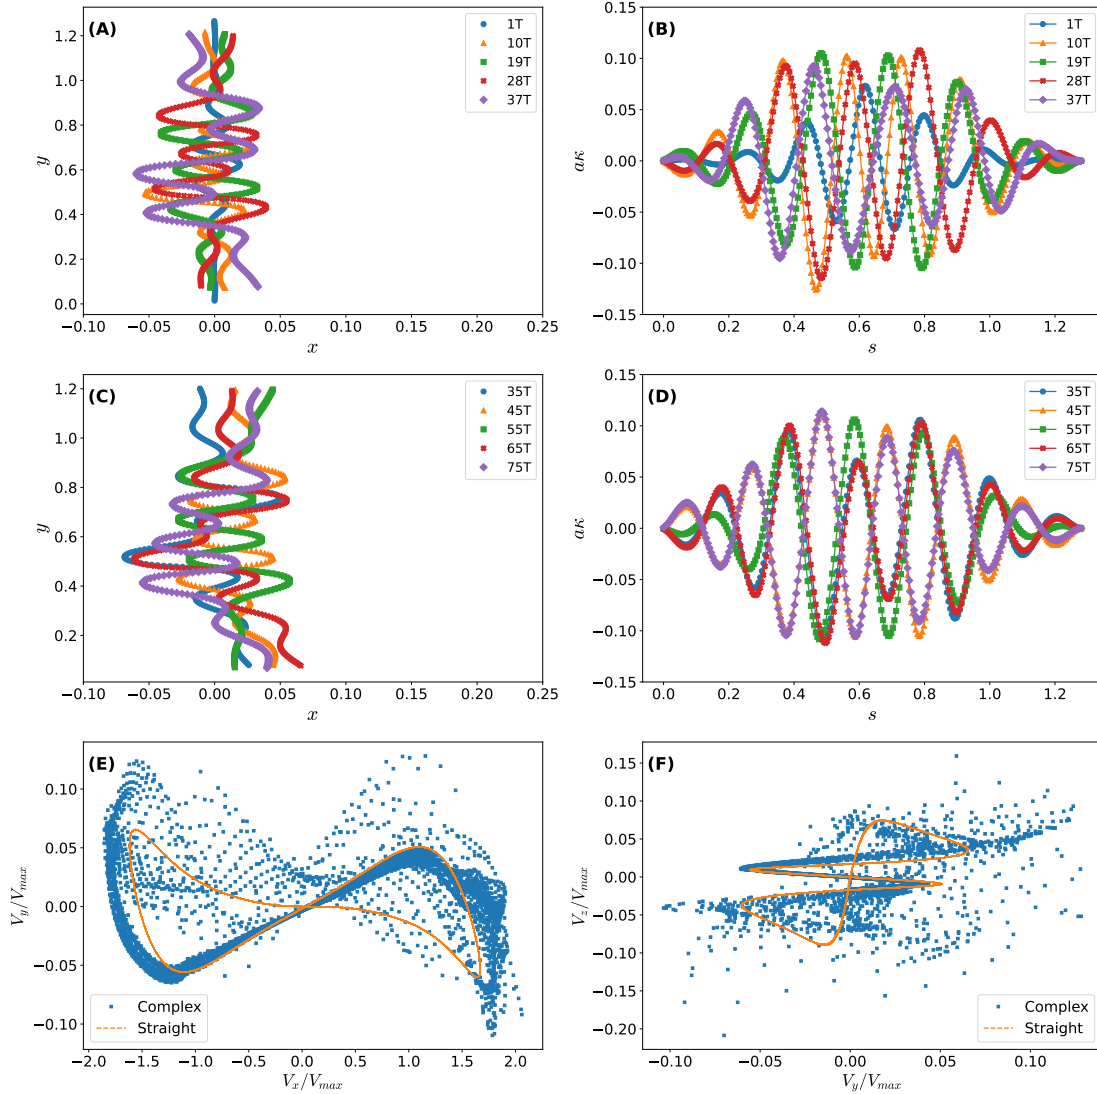 (A)
1T
10T
19T
28T
37T
y
1.2
1.0
0.8
0.6
0.4
0.2
0.0
−0.10 −0.05 0.00 0.05 0.10 0.15 0.20 0.25
x
(B)
1T
10T
19T
28T
37T
aκ
0.15
0.10
0.05
0.00
−0.05
−0.10
−0.15
0.0 0.2 0.4 0.6 0.8 1.0 1.2
s
(C)
35T
45T
55T
65T
75T
y
1.2
1.0
0.8
0.6
0.4
0.2
−0.10 −0.05 0.00 0.05 0.10 0.15 0.20 0.25
x
(D)
35T
45T
55T
65T
75T
aκ
0.15
0.10
0.05
0.00
−0.05
−0.10
−0.15
0.0 0.2 0.4 0.6 0.8 1.0 1.2
s
(E)
V_y/V_max
0.10
0.05
0.00
−0.05
−0.10
Complex
Straight
−2.0 −1.5 −1.0 −0.5 0.0 0.5 1.0 1.5 2.0
V_x/V_max
(F)
V_z/V_max
0.15
0.10
0.05
0.00
−0.05
−0.10
−0.15
−0.20
Complex
Straight
−0.10 −0.05 0.00 0.05 0.10
V_y/V_max